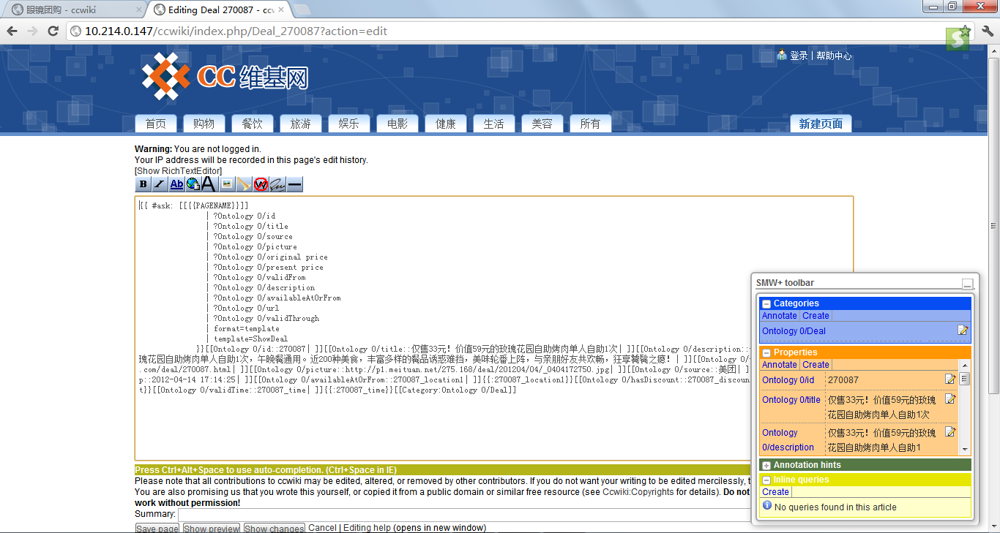 眼镜团购 - ccwiki
Editing Deal 270087 - ccw
10.214.0.147/ccwiki/index.php/Deal_270087?action=edit
登录 | 帮助中心
CC 维基网
首页 购物 餐饮 旅游 娱乐 电影 健康 生活 美容 所有 新建页面
Warning: You are not logged in.
Your IP address will be recorded in this page's edit history.
[Show RichTextEditor]
B I Ab A
{{ #ask: [[{{PAGENAME}}]]
| ?Ontology 0/id
| ?Ontology 0/title
| ?Ontology 0/source
| ?Ontology 0/picture
| ?Ontology 0/original price
| ?Ontology 0/present price
| ?Ontology 0/validFrom
| ?Ontology 0/description
| ?Ontology 0/availableAtOrFrom
| ?Ontology 0/url
| ?Ontology 0/validThrough
| format=template
| template=ShowDeal
}}[[Ontology 0/id::270087| ]][[Ontology 0/title::仅售33元！价值59元的玫瑰花园自助烤肉单人自助1次| ]][[Ontology 0/description::
瑰花园自助烤肉单人自助1次，午晚餐通用。近200种美食，丰富多样的餐品诱惑难挡，美味轮番上阵，与亲朋好友共欢畅，狂享饕餮之瘾！| ]][[Ontology 0/
.com/deal/270087.html| ]][[Ontology 0/picture::http://p1.meituan.net/275.168/deal/201204/04/_0404172750.jpg| ]][[Ontology 0/source::美团| ]]
p::2012-04-14 17:14:25| ]][[Ontology 0/availableAtOrFrom::270087_location1| ]]{{:270087_location1}}[[Ontology 0/hasDiscount::270087_discoun
t}}[[Ontology 0/validTime::270087_time| ]]{{:270087_time}}[[Category:Ontology 0/Deal]]
SMW+ toolbar
Categories
Annotate Create
Ontology 0/Deal
Properties
Annotate Create
Ontology 0/id 270087
Ontology 0/title 仅售33元！价值59元的玫瑰
花园自助烤肉单人自助1次
Ontology 仅售33元！价值59元的玫瑰
0/description 花园自助烤肉单人自助1
Annotation hints
Inline queries
Create
No queries found in this article
Press Ctrl+Alt+Space to use auto-completion. (Ctrl+Space in IE)
Please note that all contributions to ccwiki may be edited, altered, or removed by other contributors. If you do not want your writing to be edited mercilessly, t
You are also promising us that you wrote this yourself, or copied it from a public domain or similar free resource (see Ccwiki:Copyrights for details). Do not
work without permission!
Summary:
Save page Show preview Show changes Cancel | Editing help (opens in new window)